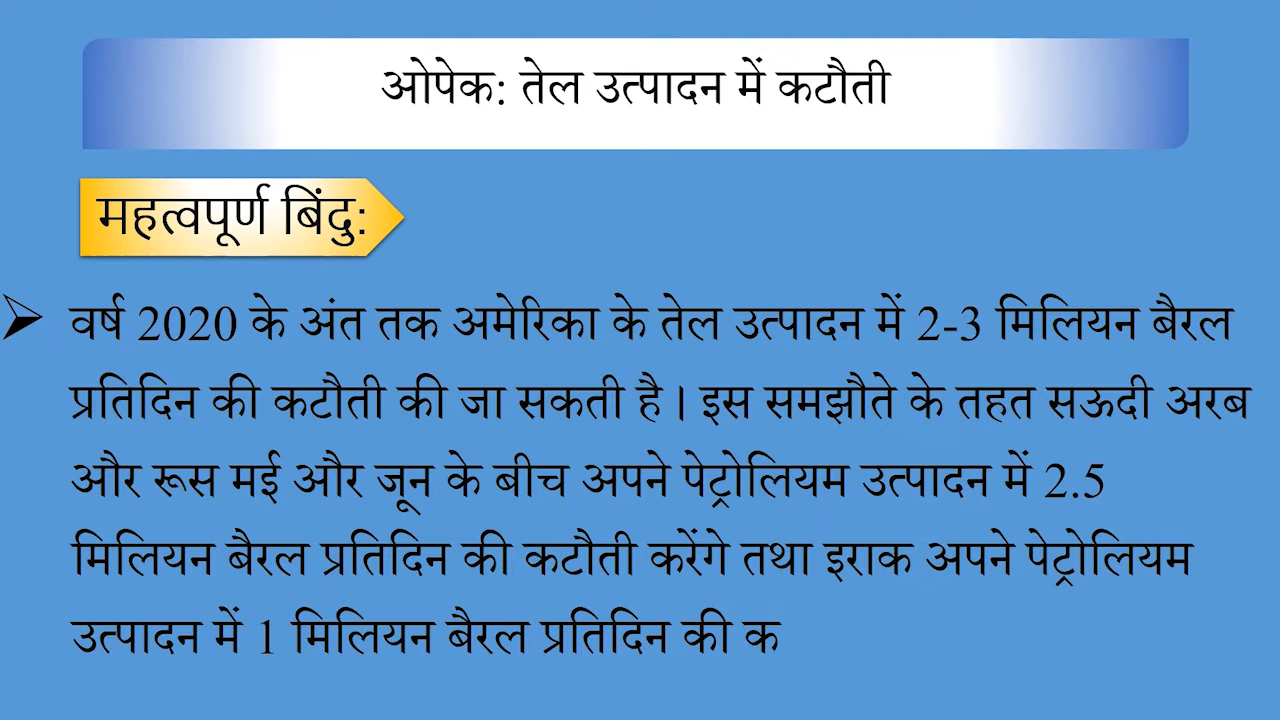 ओपेक: तेल उत्पादन में कटौती
महत्वपूर्ण बिंदु:
वर्ष 2020 के अंत तक अमेरिका के तेल उत्पादन में 2-3 मिलियन बैरल
प्रतिदिन की कटौती की जा सकती है। इस समझौते के तहत सऊदी अरब
और रूस मई और जून के बीच अपने पेट्रोलियम उत्पादन में 2.5
मिलियन बैरल प्रतिदिन की कटौती करेंगे तथा इराक अपने पेट्रोलियम
उत्पादन में 1 मिलियन बैरल प्रतिदिन की क